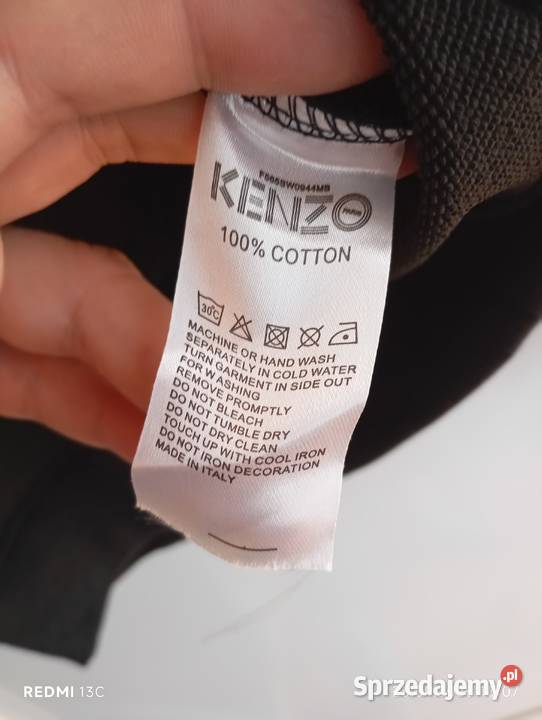 F565SW0944MB
KENZO
PARIS
100% COTTON
30°C
MACHINE OR HAND WASH
SEPARATELY IN COLD WATER
TURN GARMENT IN SIDE OUT
FOR WASHING
REMOVE PROMPTLY
DO NOT BLEACH
DO NOT TUMBLE DRY
DO NOT DRY CLEAN
TOUCH UP WITH COOL IRON
DO NOT IRON DECORATION
MADE IN ITALY
REDMI 13C
Sprzedajemy.pl